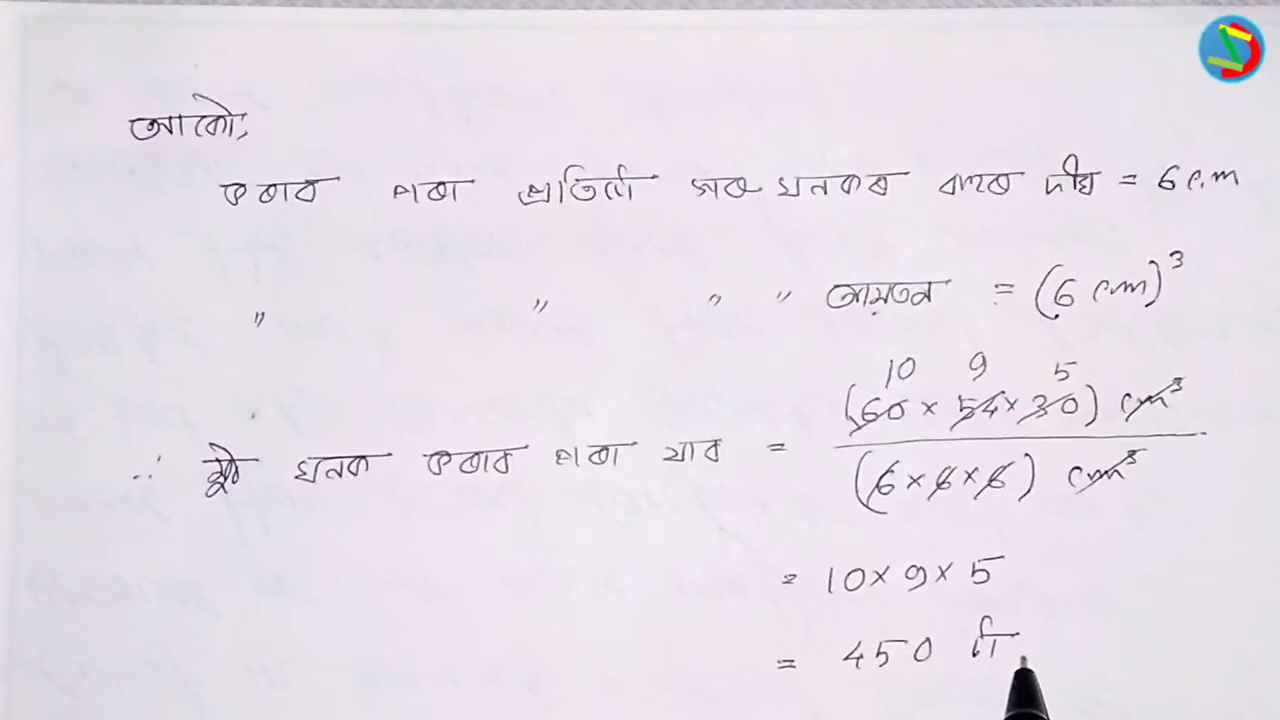 আকৌ,
কৰাব পৰা প্ৰতিটো সৰু ঘনকৰ বাহুৰ দীঘ = 6 c.m
" " " " আয়তন = (6 cm)³
10 9 5
∴ মুঠ ঘনক কৰাব পৰা যাব = (60 × 54 × 30) cm³ / (6 × 6 × 6) cm³
= 10 × 9 × 5
= 450 টি